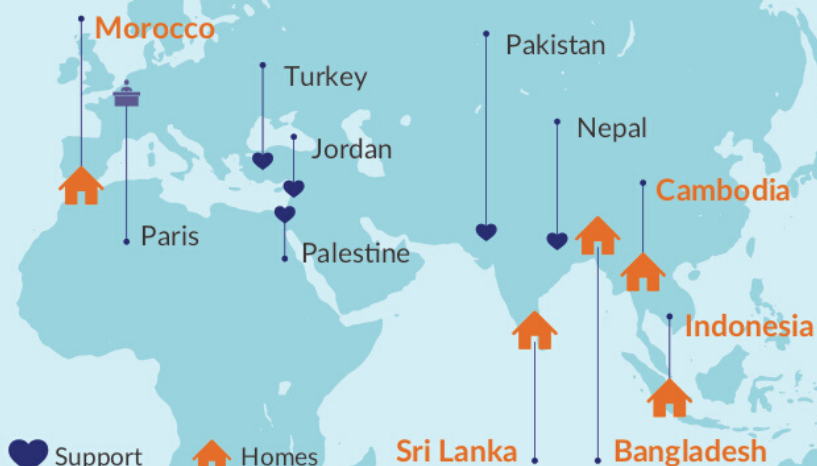 Morocco
Pakistan
Turkey
Nepal
Jordan
Cambodia
Paris
Palestine
Indonesia
Sri Lanka
Bangladesh
Support
Homes